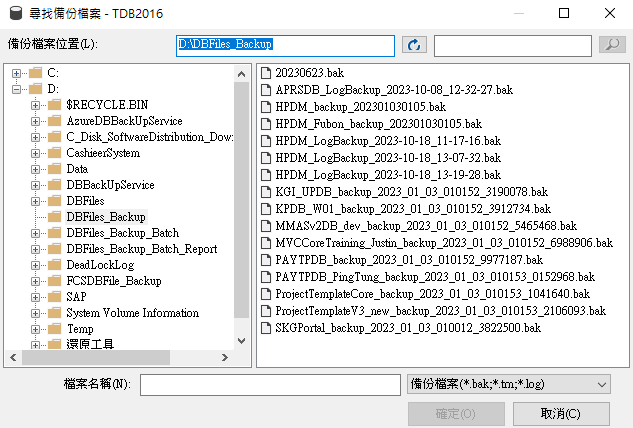 尋找備份檔案 - TDB2016
備份檔案位置(L):
D:\DBFiles_Backup
C:
D:
$RECYCLE.BIN
AzureDBBackUpService
C_Disk_SoftwareDistribution_Dow
CashieerSystem
Data
DBBackUpService
DBFiles
DBFiles_Backup
DBFiles_Backup_Batch
DBFiles_Backup_Batch_Report
DeadLockLog
FCSDBFile_Backup
SAP
System Volume Information
Temp
還原工具
20230623.bak
APRSDB_LogBackup_2023-10-08_12-32-27.bak
HPDM_backup_202301030105.bak
HPDM_Fubon_backup_202301030105.bak
HPDM_LogBackup_2023-10-18_11-17-16.bak
HPDM_LogBackup_2023-10-18_13-07-32.bak
HPDM_LogBackup_2023-10-18_13-19-28.bak
KGI_UPDB_backup_2023_01_03_010152_3190078.bak
KPDB_W01_backup_2023_01_03_010152_3912734.bak
MMASv2DB_dev_backup_2023_01_03_010152_5465468.bak
MVCCoreTraining_Justin_backup_2023_01_03_010152_6988906.bak
PAYTPDB_backup_2023_01_03_010152_9977187.bak
PAYTPDB_PingTung_backup_2023_01_03_010153_0152968.bak
ProjectTemplateCore_backup_2023_01_03_010153_1041640.bak
ProjectTemplateV3_new_backup_2023_01_03_010153_2106093.bak
SKGPortal_backup_2023_01_03_010012_3822500.bak
檔案名稱(N):
備份檔案(*.bak;*.trn;*.log)
確定(O)
取消(C)